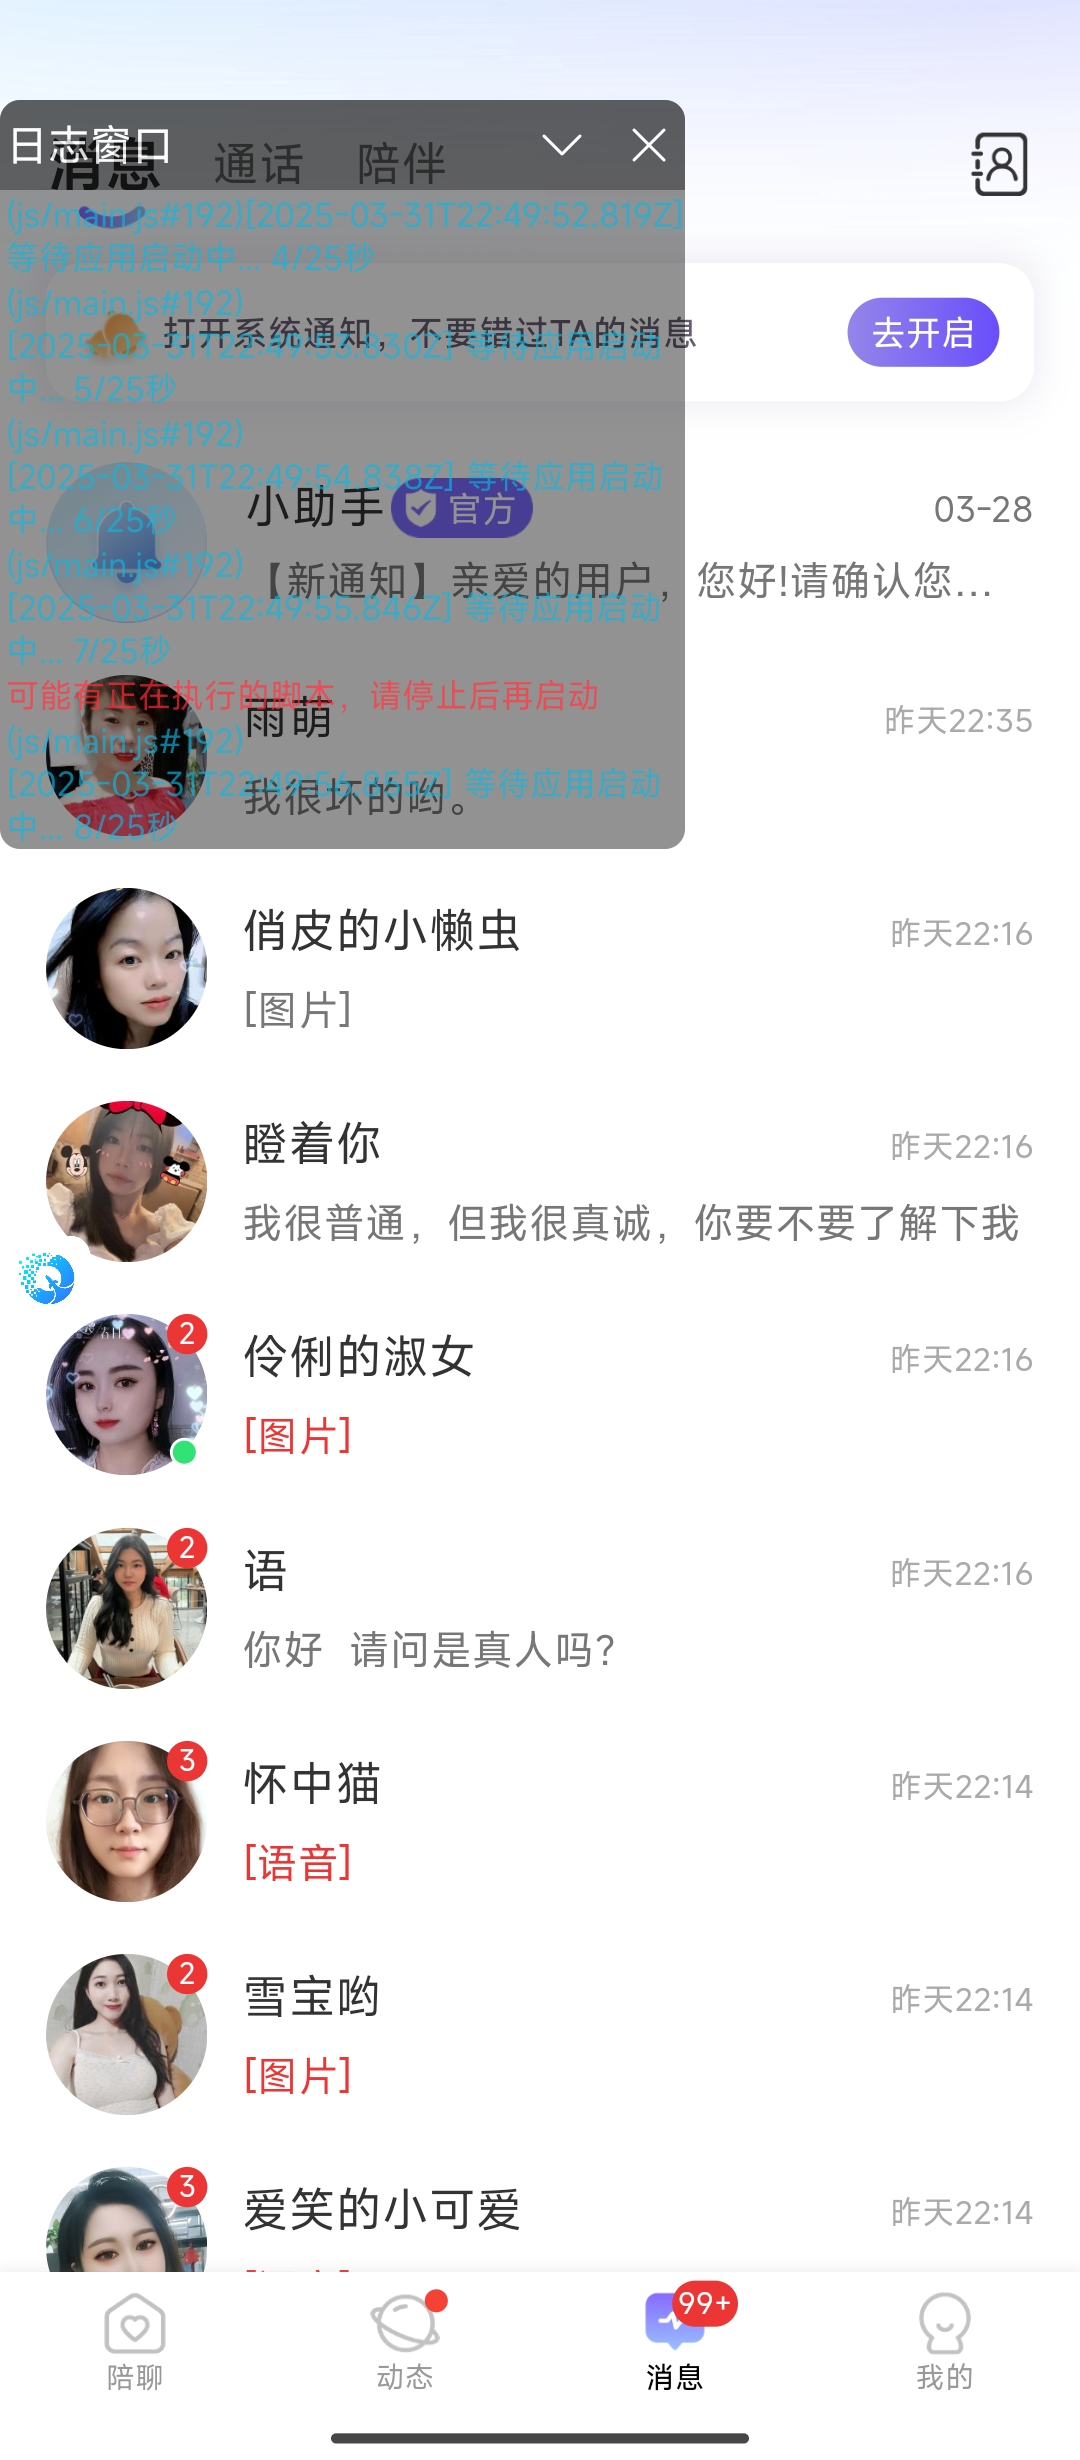 日志窗口
消息 通话 陪伴
(js/main.js#192)[2025-03-31T22:49:52.819Z]
等待应用启动中... 4/25秒
(js/main.js#192)
打开系统通知，不要错过TA的消息 去开启
[2025-03-31T22:49:53.830Z] 等待应用启动
中... 5/25秒
(js/main.js#192)
[2025-03-31T22:49:54.838Z] 等待应用启动
小助手 官方 03-28
中... 6/25秒
(js/main.js#192)
【新通知】亲爱的用户，您好!请确认您...
[2025-03-31T22:49:55.846Z] 等待应用启动
中... 7/25秒
可能有正在执行的脚本，请停止后再启动
雨萌 昨天22:35
(js/main.js#192)
[2025-03-31T22:49:56.855Z] 等待应用启动
我很坏的哟。
中... 8/25秒
俏皮的小懒虫 昨天22:16
[图片]
瞪着你 昨天22:16
我很普通，但我很真诚，你要不要了解下我
2
伶俐的淑女 昨天22:16
[图片]
2
语 昨天22:16
你好 请问是真人吗?
3
怀中猫 昨天22:14
[语音]
2
雪宝哟 昨天22:14
[图片]
3
爱笑的小可爱 昨天22:14
99+
陪聊 动态 消息 我的